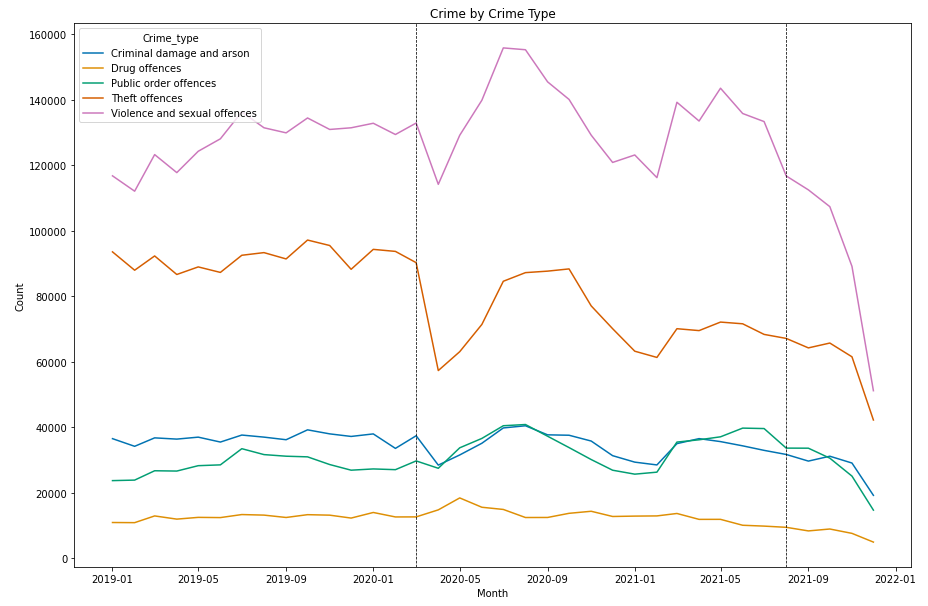 Crime by Crime Type
Crime_type
Criminal damage and arson
Drug offences
Public order offences
Theft offences
Violence and sexual offences
160000
140000
120000
100000
80000
60000
40000
20000
0
Count
2019-01 2019-05 2019-09 2020-01 2020-05 2020-09 2021-01 2021-05 2021-09 2022-01
Month